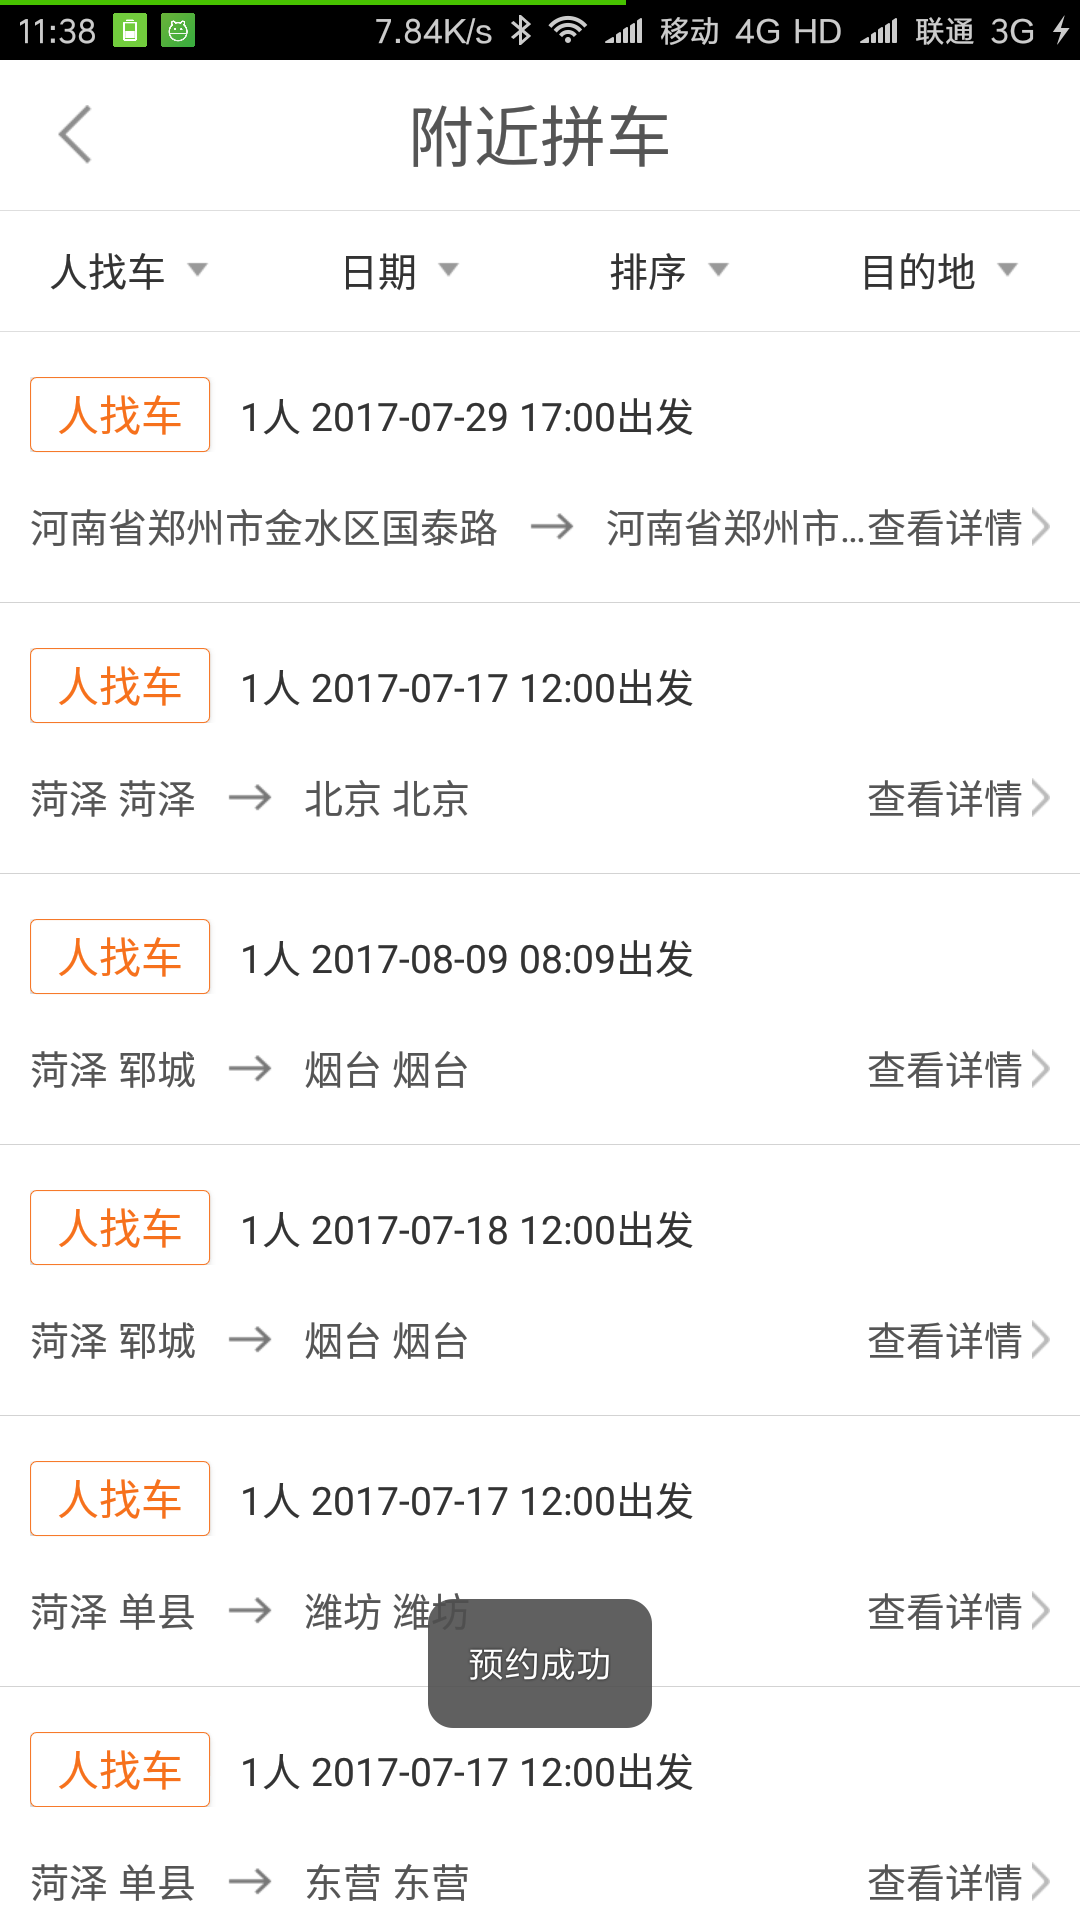 11:38 7.84K/s 移动 4G HD 联通 3G
附近拼车
人找车 日期 排序 目的地
人找车 1人 2017-07-29 17:00出发
河南省郑州市金水区国泰路 → 河南省郑州市...查看详情
人找车 1人 2017-07-17 12:00出发
菏泽 菏泽 → 北京 北京 查看详情
人找车 1人 2017-08-09 08:09出发
菏泽 郓城 → 烟台 烟台 查看详情
人找车 1人 2017-07-18 12:00出发
菏泽 郓城 → 烟台 烟台 查看详情
人找车 1人 2017-07-17 12:00出发
菏泽 单县 → 潍坊 潍坊 查看详情
预约成功
人找车 1人 2017-07-17 12:00出发
菏泽 单县 → 东营 东营 查看详情